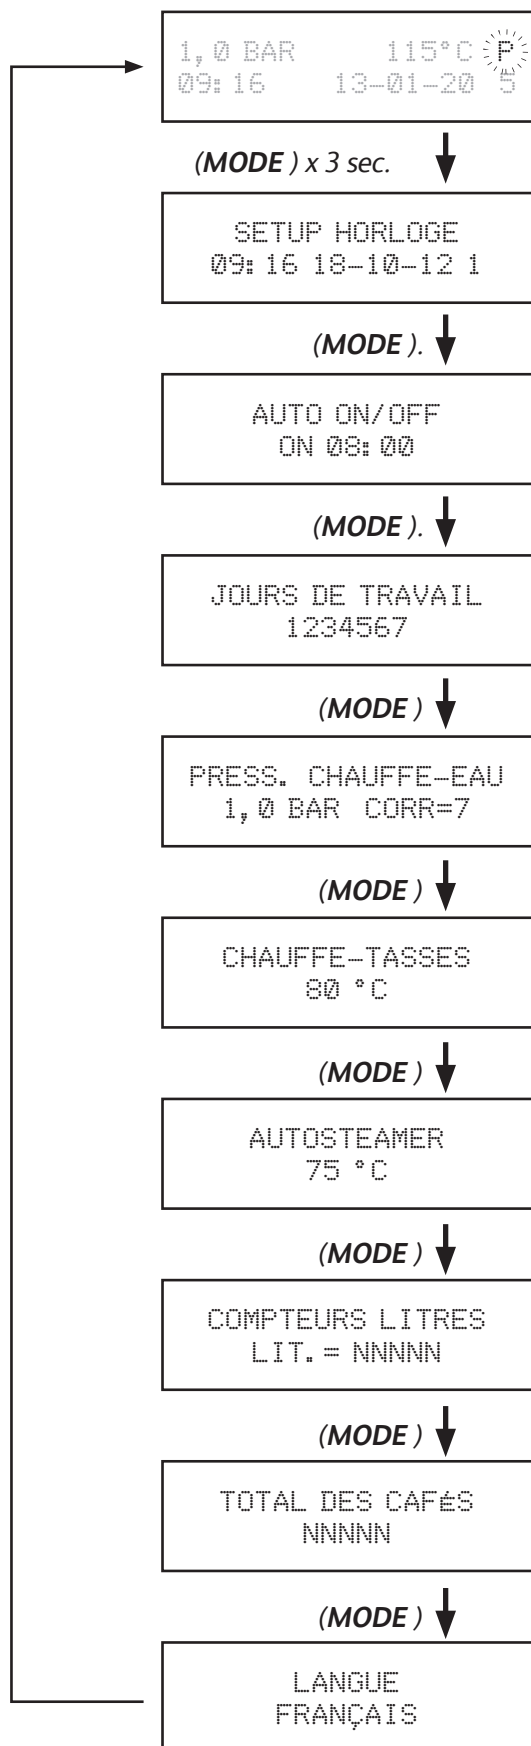 1,0 BAR 115°C P
09:16 13-01-20 5
(MODE ) x 3 sec.
SETUP HORLOGE
09:16 18-10-12 1
(MODE ).
AUTO ON/OFF
ON 08:00
(MODE ).
JOURS DE TRAVAIL
1234567
(MODE )
PRESS. CHAUFFE-EAU
1,0 BAR CORR=7
(MODE )
CHAUFFE-TASSES
80 °C
(MODE )
AUTOSTEAMER
75 °C
(MODE )
COMPTEURS LITRES
LIT. = NNNNN
(MODE )
TOTAL DES CAFéS
NNNNN
(MODE )
LANGUE
FRANÇAIS